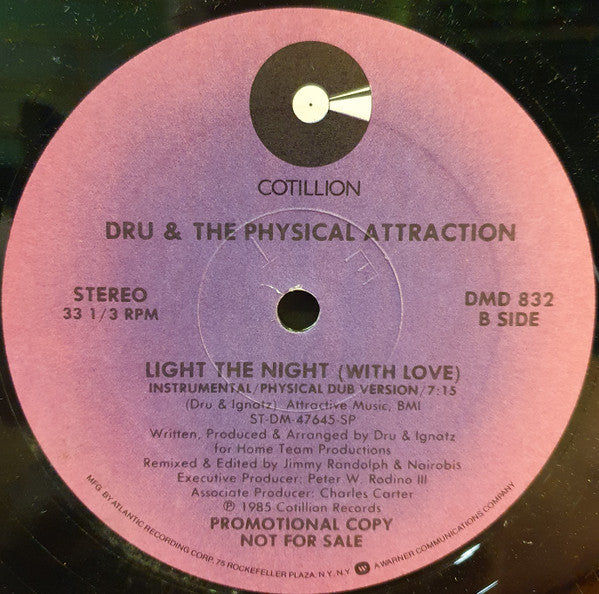 COTILLION
DRU & THE PHYSICAL ATTRACTION
STEREO
33 1/3 RPM
DMD 832
B SIDE
LIGHT THE NIGHT (WITH LOVE)
INSTRUMENTAL/PHYSICAL DUB VERSION/7:15
(Dru & Ignatz) Attractive Music, BMI
ST-DM-47645-SP
Written, Produced & Arranged by Dru & Ignatz
for Home Team Productions
Remixed & Edited by Jimmy Randolph & Nairobis
Executive Producer: Peter W. Rodino III
Associate Producer: Charles Carter
℗ 1985 Cotillion Records
PROMOTIONAL COPY
NOT FOR SALE
MFG. BY ATLANTIC RECORDING CORP., 75 ROCKEFELLER PLAZA, N.Y., N.Y. A WARNER COMMUNICATIONS COMPANY